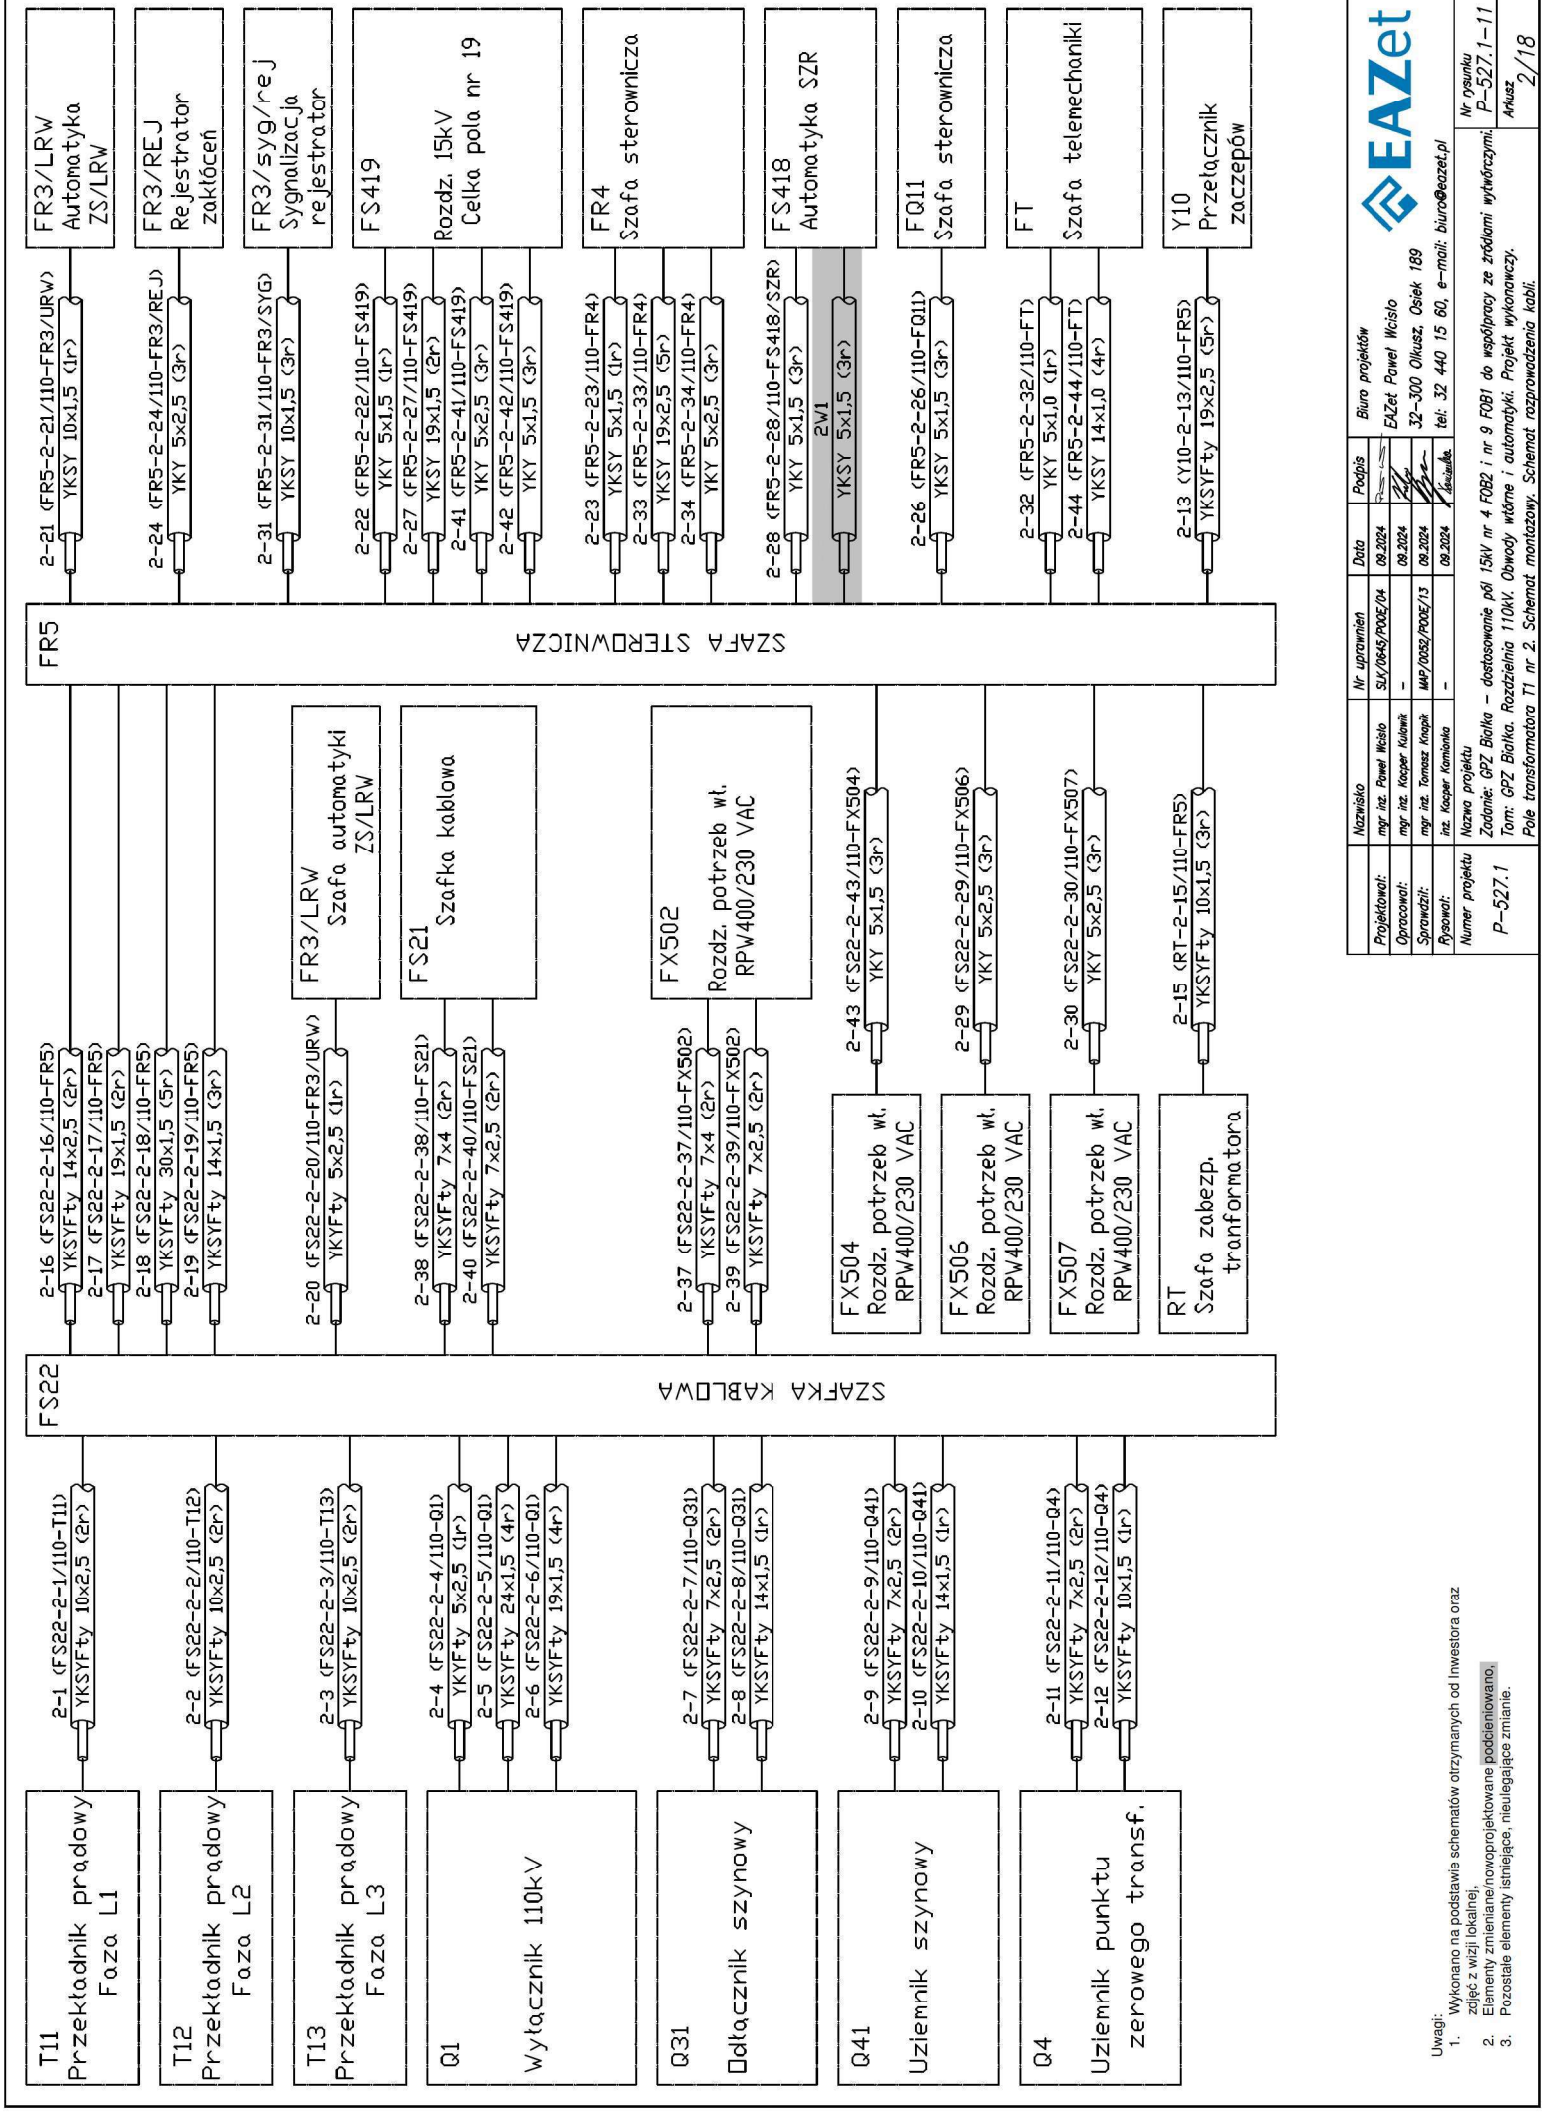 T11
Przekładnik prądowy
Faza L1
T12
Przekładnik prądowy
Faza L2
T13
Przekładnik prądowy
Faza L3
Q1
Wyłącznik 110kV
Q31
Odłącznik szynowy
Q41
Uziemnik szynowy
Q4
Uziemnik punktu
zerowego transf.
2-1 (FS22-2-1/110-T11)
YKSYFty 10x2,5 (2r)
2-2 (FS22-2-2/110-T12)
YKSYFty 10x2,5 (2r)
2-3 (FS22-2-3/110-T13)
YKSYFty 10x2,5 (2r)
2-4 (FS22-2-4/110-Q1)
YKYFty 5x2,5 (1r)
2-5 (FS22-2-5/110-Q1)
YKSYFty 24x1,5 (4r)
2-6 (FS22-2-6/110-Q1)
YKSYFty 19x1,5 (4r)
2-7 (FS22-2-7/110-Q31)
YKSYFty 7x2,5 (2r)
2-8 (FS22-2-8/110-Q31)
YKSYFty 14x1,5 (1r)
2-9 (FS22-2-9/110-Q41)
YKSYFty 7x2,5 (2r)
2-10 (FS22-2-10/110-Q41)
YKSYFty 14x1,5 (1r)
2-11 (FS22-2-11/110-Q4)
YKSYFty 7x2,5 (2r)
2-12 (FS22-2-12/110-Q4)
YKSYFty 10x1,5 (1r)
FS22
SZAFKA KABLOWA
2-16 (FS22-2-16/110-FR5)
YKSYFty 14x2,5 (2r)
2-17 (FS22-2-17/110-FR5)
YKSYFty 19x1,5 (2r)
2-18 (FS22-2-18/110-FR5)
YKSYFty 30x1,5 (5r)
2-19 (FS22-2-19/110-FR5)
YKSYFty 14x1,5 (3r)
2-20 (FS22-2-20/110-FR3/URW)
YKYFty 5x2,5 (1r)
2-38 (FS22-2-38/110-FS21)
YKSYFty 7x4 (2r)
2-40 (FS22-2-40/110-FS21)
YKSYFty 7x2,5 (2r)
2-37 (FS22-2-37/110-FX502)
YKSYFty 7x4 (2r)
2-39 (FS22-2-39/110-FX502)
YKSYFty 7x2,5 (2r)
FX504
Rozdz. potrzeb wł.
RPW400/230 VAC
FX506
Rozdz. potrzeb wł.
RPW400/230 VAC
FX507
Rozdz. potrzeb wł.
RPW400/230 VAC
RT
Szafa zabezp.
tranformatora
FR3/LRW
Szafa automatyki
ZS/LRW
FS21
Szafka kablowa
FX502
Rozdz. potrzeb wł.
RPW400/230 VAC
2-43 (FS22-2-43/110-FX504)
YKY 5x1,5 (3r)
2-29 (FS22-2-29/110-FX506)
YKY 5x2,5 (3r)
2-30 (FS22-2-30/110-FX507)
YKY 5x2,5 (3r)
2-15 (RT-2-15/110-FR5)
YKSYFty 10x1,5 (3r)
FR5
SZAFA STEROWNICZA
2-21 (FR5-2-21/110-FR3/URW)
YKSY 10x1,5 (1r)
2-24 (FR5-2-24/110-FR3/REJ)
YKY 5x2,5 (3r)
2-31 (FR5-2-31/110-FR3/SYG)
YKSY 10x1,5 (3r)
2-22 (FR5-2-22/110-FS419)
YKY 5x1,5 (1r)
2-27 (FR5-2-27/110-FS419)
YKSY 19x1,5 (2r)
2-41 (FR5-2-41/110-FS419)
YKY 5x2,5 (3r)
2-42 (FR5-2-42/110-FS419)
YKY 5x1,5 (3r)
2-23 (FR5-2-23/110-FR4)
YKSY 5x1,5 (1r)
2-33 (FR5-2-33/110-FR4)
YKSY 19x2,5 (5r)
2-34 (FR5-2-34/110-FR4)
YKY 5x2,5 (3r)
2-28 (FR5-2-28/110-FS418/SZR)
YKY 5x1,5 (3r)
2W1
YKSY 5x1,5 (3r)
2-26 (FR5-2-26/110-FQ11)
YKSY 5x1,5 (3r)
2-32 (FR5-2-32/110-FT)
YKY 5x1,0 (1r)
2-44 (FR5-2-44/110-FT)
YKSY 14x1,0 (4r)
2-13 (Y10-2-13/110-FR5)
YKSYFty 19x2,5 (5r)
FR3/LRW
Automatyka
ZS/LRW
FR3/REJ
Rejestrator
zakłóceń
FR3/syg/rej
Sygnalizacja
rejestrator
FS419
Rozdz. 15kV
Celka pola nr 19
FR4
Szafa sterownicza
FS418
Automatyka SZR
FQ11
Szafa sterownicza
FT
Szafa telemechaniki
Y10
Przełącznik
zaczepów
Uwagi:
1. Wykonano na podstawie schematów otrzymanych od Inwestora oraz
zdjęć z wizji lokalnej,
2. Elementy zmieniane/nowoprojektowane podcieniowano,
3. Pozostałe elementy istniejące, nieulegające zmianie.
Nazwisko Nr uprawnien Data Podpis Biuro projektów
Projektował: mgr inż. Paweł Wcisło SLK/0645/POOE/04 09.2024 EAZet Paweł Wcisło
Opracował: mgr inż. Kacper Kulawik - 09.2024
Sprawdził: mgr inż. Tomasz Knapik MAP/0052/POOE/13 09.2024 32-300 Olkusz, Osiek 189
Rysował: inż. Kacper Kamionka - 09.2024 tel: 32 440 15 60, e-mail: biuro@eazet.pl
EAZet
Numer projektu
P-527.1
Nazwa projektu
Zadanie: GPZ Białka - dostosowanie pól 15kV nr 4 F0B2 i nr 9 F0B1 do współpracy ze źródłami wytwórczymi.
Tom: GPZ Białka. Rozdzielnia 110kV. Obwody wtórne i automatyki. Projekt wykonawczy.
Pole transformatora T1 nr 2. Schemat montażowy. Schemat rozprowadzenia kabli.
Nr rysunku
P-527.1-11
Arkusz
2/18